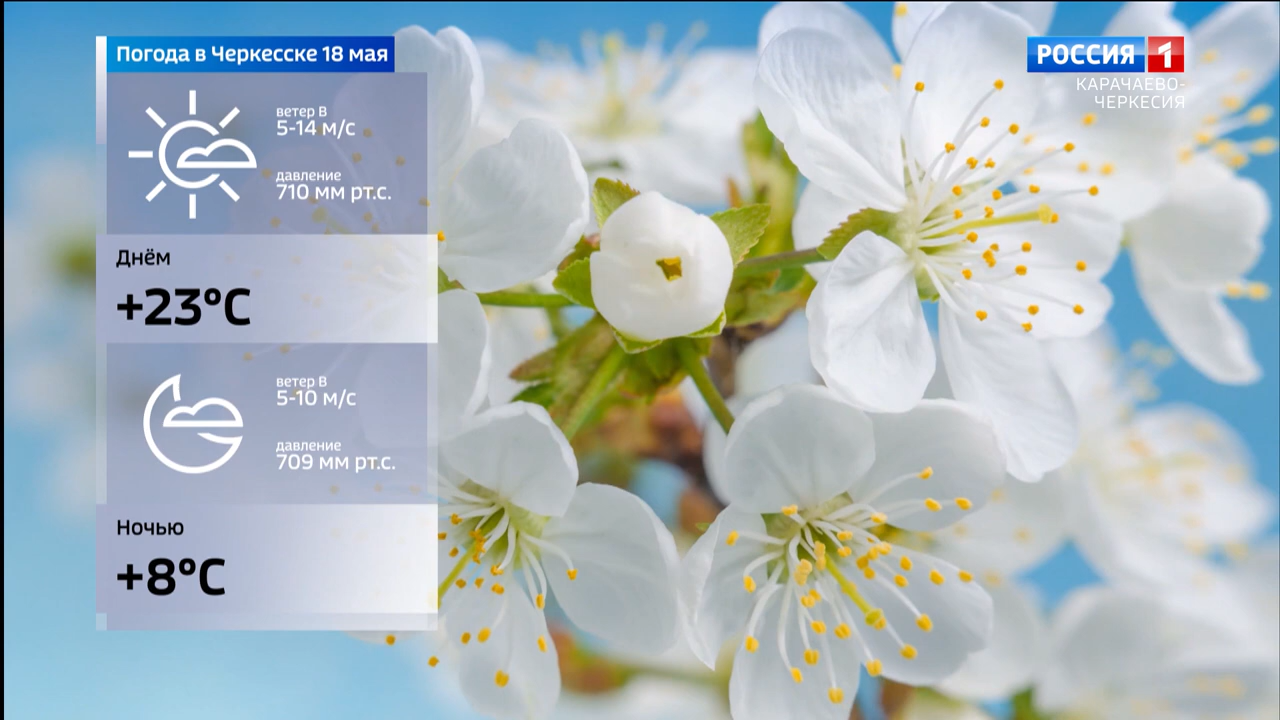 Погода в Черкесске 18 мая
ветер В
5-14 м/с
давление
710 мм рт.с.
Днём
+23°C
ветер В
5-10 м/с
давление
709 мм рт.с.
Ночью
+8°C
РОССИЯ 1
КАРАЧАЕВО-
ЧЕРКЕСИЯ